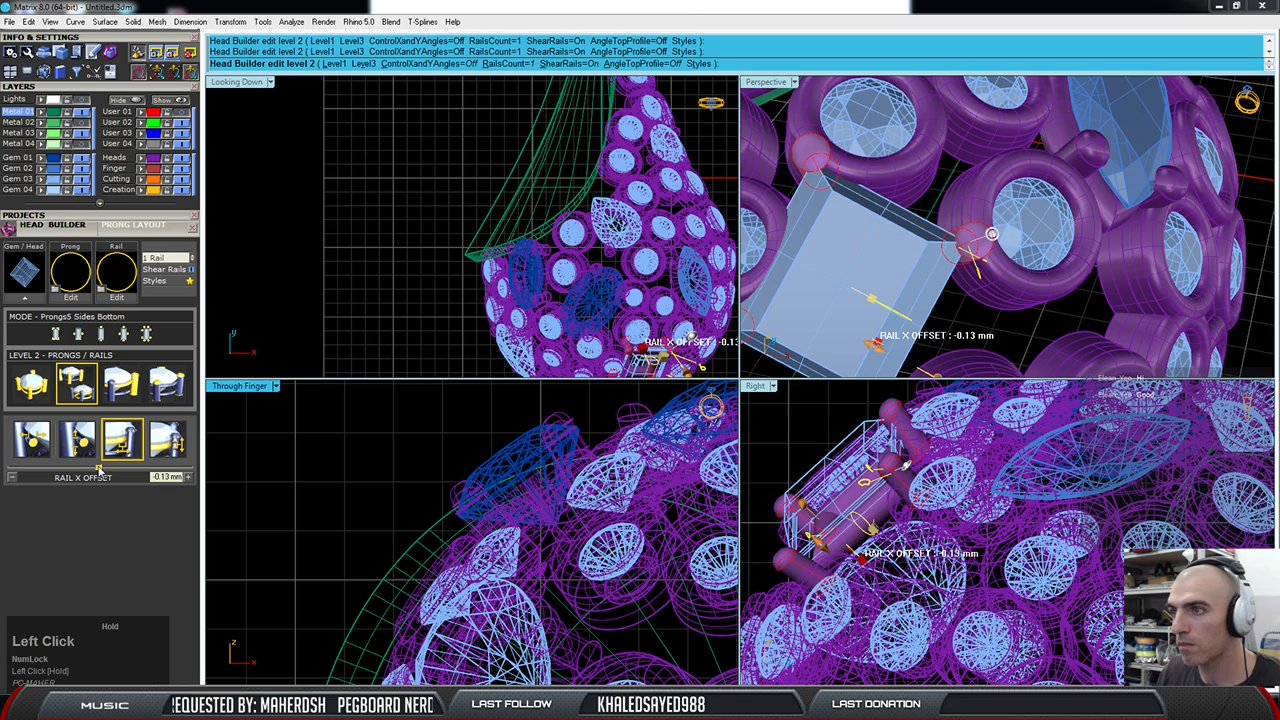 Matrix 8.0 (64-bit) - Untitled.3dm
File Edit View Curve Surface Solid Mesh Dimension Transform Tools Analyze Render Rhino 5.0 Blend T-Splines Help
INFO & SETTINGS
Head Builder edit level 2 ( Level1 Level3 ControlXandYAngles=Off RailsCount=1 ShearRails=On AngleTopProfile=Off Styles ):
Head Builder edit level 2 ( Level1 Level3 ControlXandYAngles=Off RailsCount=1 ShearRails=On AngleTopProfile=Off Styles ):
Head Builder edit level 2 ( Level1 Level3 ControlXandYAngles=Off RailsCount=1 ShearRails=On AngleTopProfile=Off Styles ):
LAYERS
Lights Hide Show
Metal 01 User 01
Metal 02 User 02
Metal 03 User 03
Metal 04 User 04
Gem 01 Heads
Gem 02 Finger
Gem 03 Cutting
Gem 04 Creation
PROJECTS
HEAD BUILDER PRONG LAYOUT
Gem / Head Prong Rail
1 Rail
Shear Rails
Styles
Edit Edit
MODE - Prongs5 Sides Bottom
LEVEL 2 - PRONGS / RAILS
RAIL X OFFSET -0.13 mm
Looking Down
y
x
RAIL X OFFSET : -0.13
Perspective
RAIL X OFFSET : -0.13 mm
Through Finger
z
x
Right
RAIL X OFFSET : -0.13 mm
Hold
Left Click
NumLock
Left Click [Hold]
PC-MAHER
MUSIC
REQUESTED BY: MAHERDSH PEGBOARD NERD
LAST FOLLOW
KHALEDSAYED988
LAST DONATION